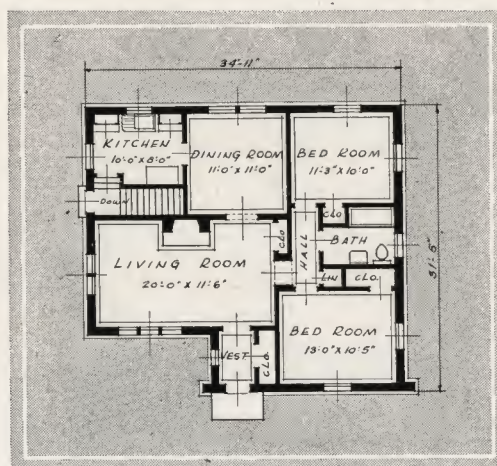 34'-11"
KITCHEN
10'-0" X 8'-0"
DINING ROOM
11'-0" X 11'-0"
BED ROOM
11'-3" X 10'-0"
DOWN
CLO
BATH
CLO
HALL
LIVING ROOM
20'-0" X 11'-6"
LIN
CLO.
BED ROOM
13'-0" X 10'-5"
VEST
CLO.